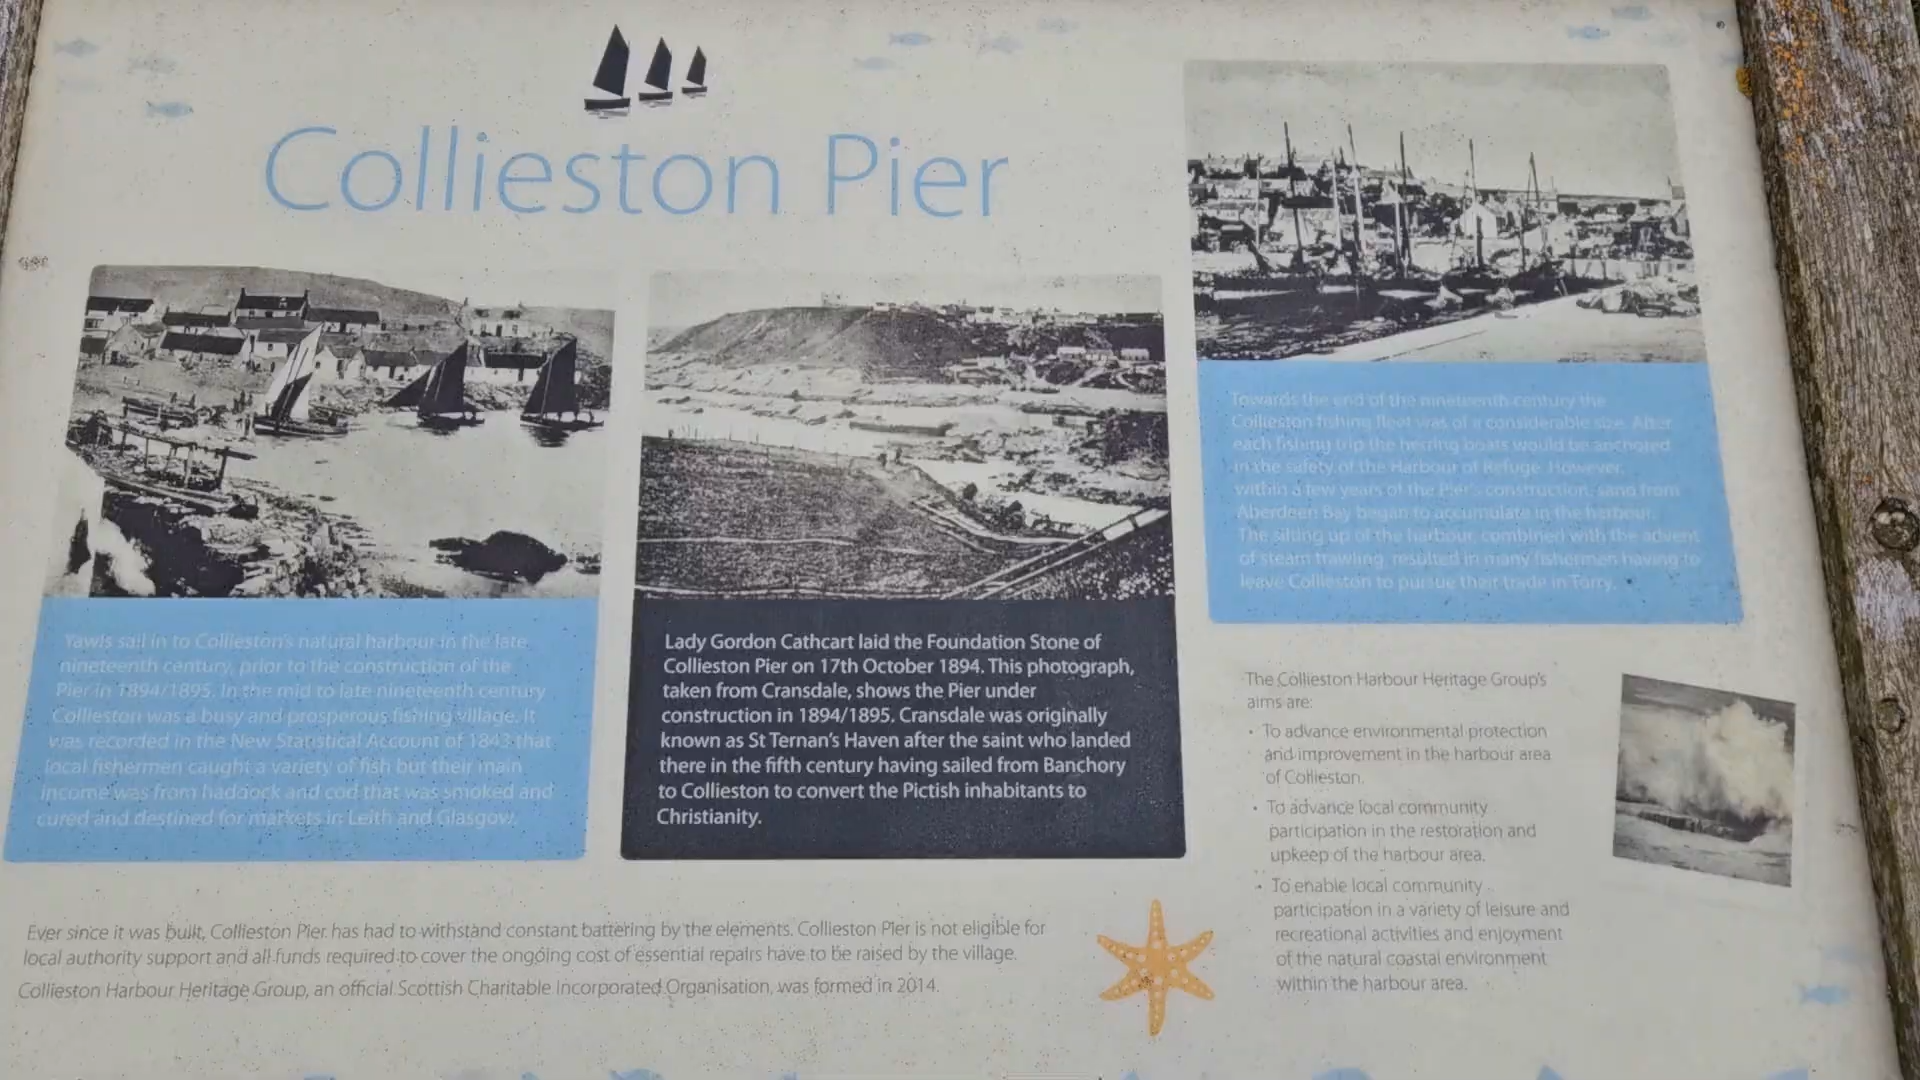 Collieston Pier
Yawls sail in to Collieston's natural harbour in the late
nineteenth century, prior to the construction of the
Pier in 1894/1895. In the mid to late nineteenth century
Collieston was a busy and prosperous fishing village. It
was recorded in the New Statistical Account of 1843 that
local fishermen caught a variety of fish but their main
income was from haddock and cod that was smoked and
cured and destined for markets in Leith and Glasgow.
Lady Gordon Cathcart laid the Foundation Stone of
Collieston Pier on 17th October 1894. This photograph,
taken from Cransdale, shows the Pier under
construction in 1894/1895. Cransdale was originally
known as St Ternan's Haven after the saint who landed
there in the fifth century having sailed from Banchory
to Collieston to convert the Pictish inhabitants to
Christianity.
Towards the end of the nineteenth century the
Collieston fishing fleet was of a considerable size. After
each fishing trip the herring boats would be anchored
in the safety of the Harbour of Refuge. However,
within a few years of the Pier's construction, sand from
Aberdeen Bay began to accumulate in the harbour.
The silting up of the harbour, combined with the advent
of steam trawling, resulted in many fishermen having to
leave Collieston to pursue their trade in Torry.
The Collieston Harbour Heritage Group's
aims are:
· To advance environmental protection
and improvement in the harbour area
of Collieston.
· To advance local community
participation in the restoration and
upkeep of the harbour area.
· To enable local community
participation in a variety of leisure and
recreational activities and enjoyment
of the natural coastal environment
within the harbour area.
Ever since it was built, Collieston Pier has had to withstand constant battering by the elements. Collieston Pier is not eligible for
local authority support and all funds required to cover the ongoing cost of essential repairs have to be raised by the village.
Collieston Harbour Heritage Group, an official Scottish Charitable Incorporated Organisation, was formed in 2014.